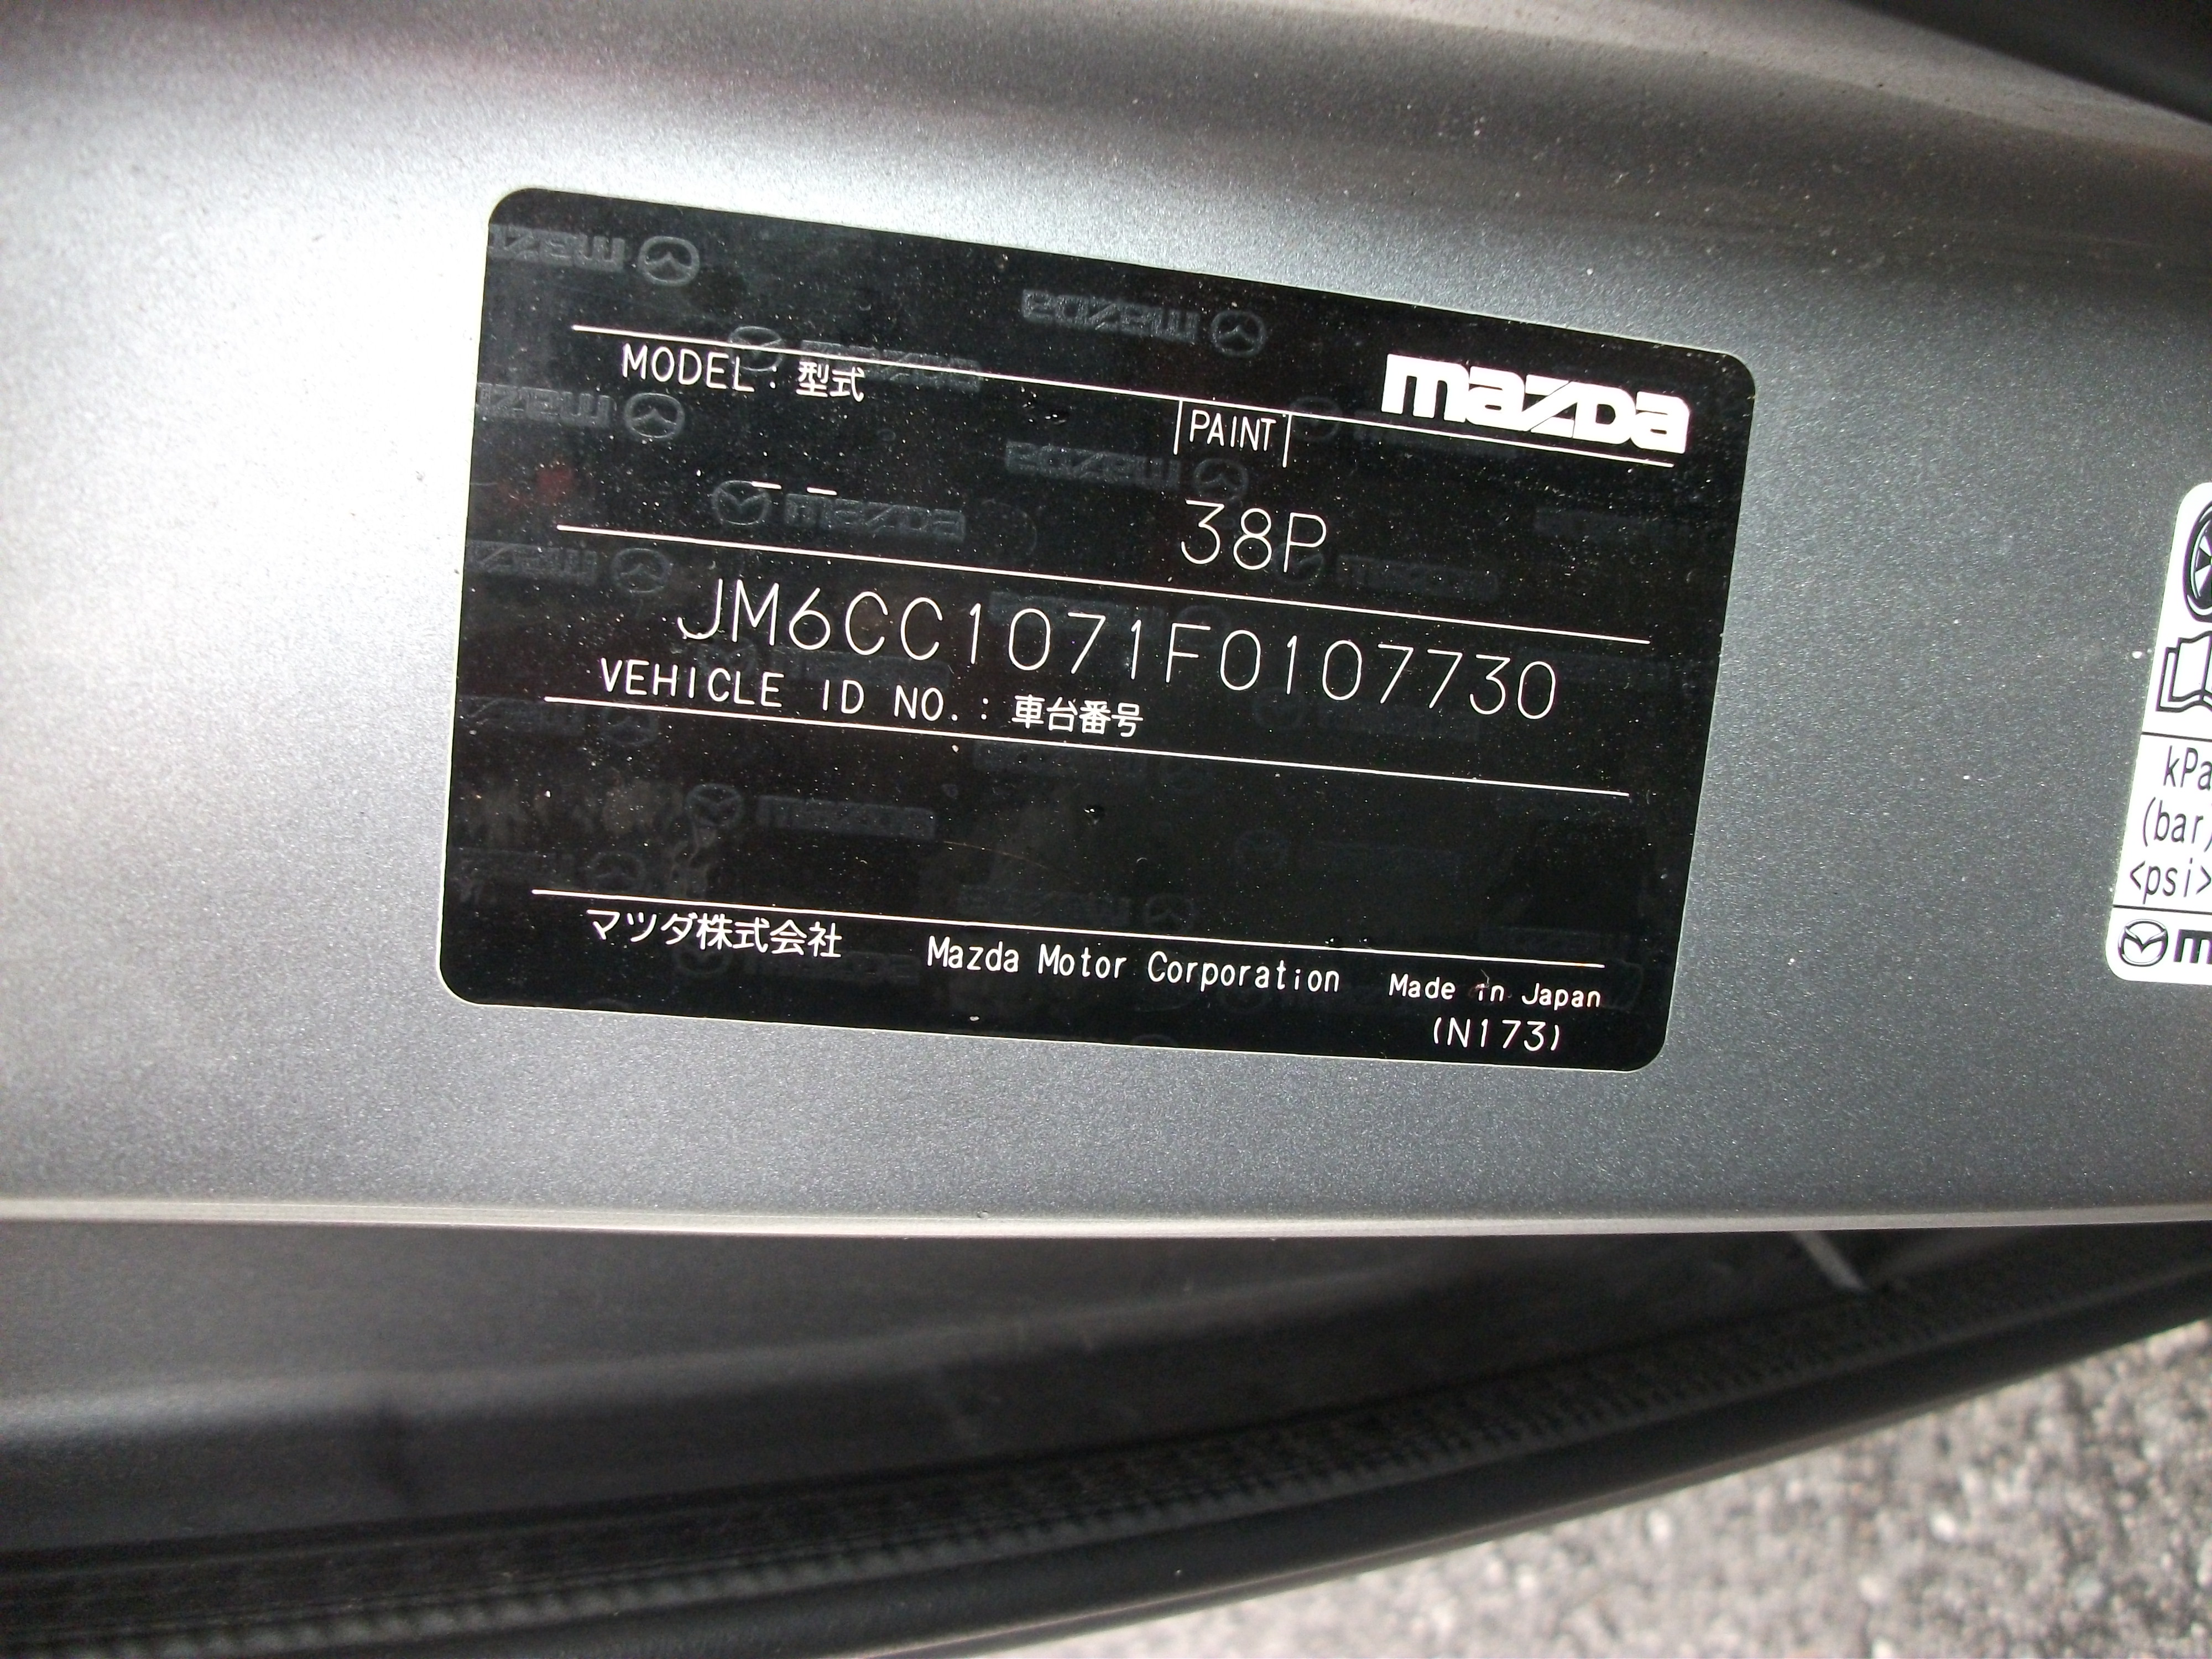 mazda
MODEL : 型式
PAINT
- -
38P
JM6CC1071F0107730
VEHICLE ID NO. : 車台番号
マツダ株式会社 Mazda Motor Corporation Made in Japan
(N173)
kPa
(bar)
<psi>